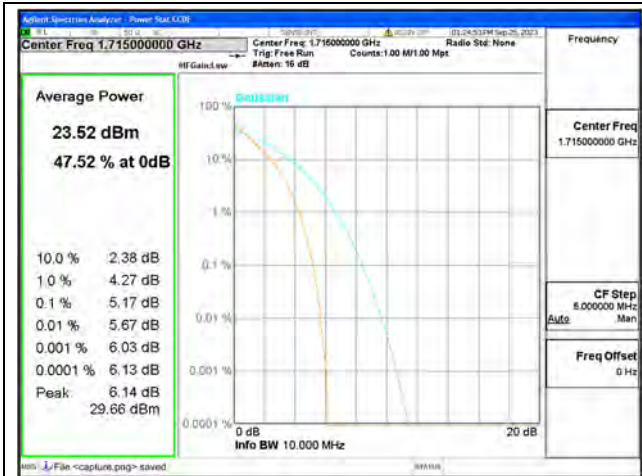 Agilent Spectrum Analyzer - Power Stat CCDF
Center Freq 1.715000000 GHz
Center Freq: 1.715000000 GHz
Trig: Free Run
Counts:1.00 M/1.00 Mpt
#IFGain:Low
#Atten: 16 dB
01:24:53 PM Sep 25, 2023
Radio Std: None
Frequency
Average Power
23.52 dBm
47.52 % at 0dB
10.0 % 2.38 dB
1.0 % 4.27 dB
0.1 % 5.17 dB
0.01 % 5.67 dB
0.001 % 6.03 dB
0.0001 % 6.13 dB
Peak 6.14 dB
29.66 dBm
Gaussian
100 %
10 %
1 %
0.1 %
0.01 %
0.001 %
0.0001 %
0 dB
20 dB
Info BW 10.000 MHz
Center Freq
1.715000000 GHz
CF Step
5.000000 MHz
Auto Man
Freq Offset
0 Hz
MSG File <capture.png> saved
STATUS